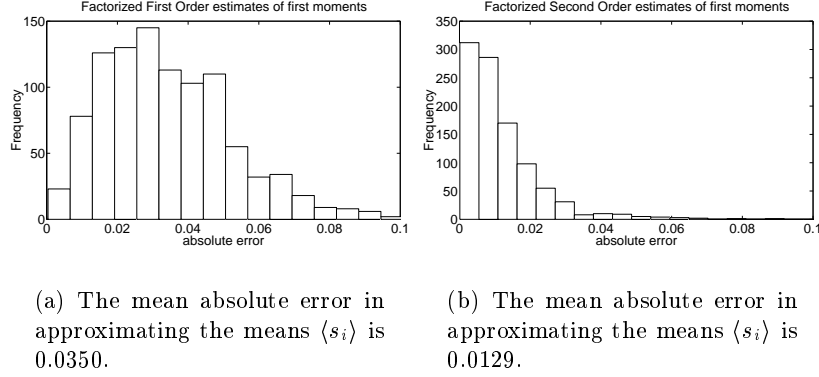 Factorized First Order estimates of first moments
150
100
50
0
Frequency
0 0.02 0.04 0.06 0.08 0.1
absolute error
Factorized Second Order estimates of first moments
350
300
250
200
150
100
50
0
Frequency
0 0.02 0.04 0.06 0.08 0.1
absolute error
(a) The mean absolute error in
approximating the means ⟨s_i⟩ is
0.0350.
(b) The mean absolute error in
approximating the means ⟨s_i⟩ is
0.0129.